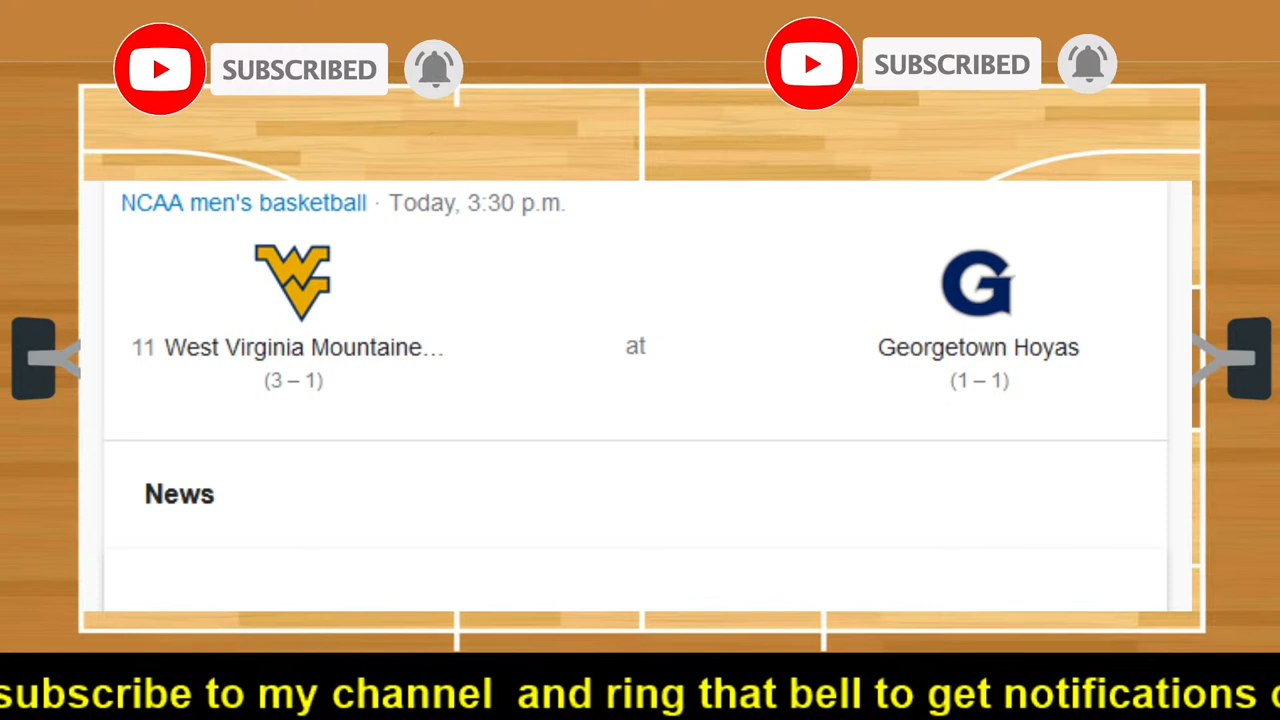 SUBSCRIBED
SUBSCRIBED
NCAA men's basketball · Today, 3:30 p.m.
11 West Virginia Mountaine… at Georgetown Hoyas
(3 – 1) (1 – 1)
News
subscribe to my channel and ring that bell to get notifications